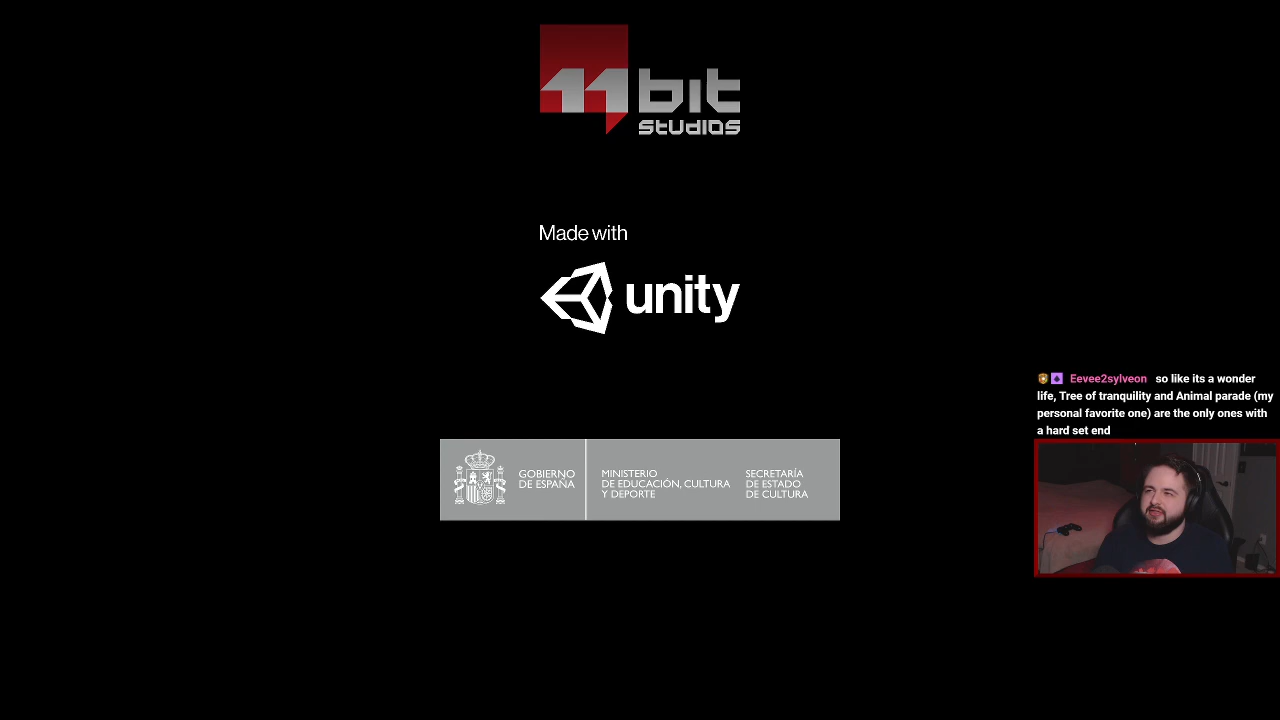 11 bit
studios
Made with
unity
GOBIERNO
DE ESPAÑA
MINISTERIO
DE EDUCACIÓN, CULTURA
Y DEPORTE
SECRETARÍA
DE ESTADO
DE CULTURA
Eevee2sylveon so like its a wonder
life, Tree of tranquility and Animal parade (my
personal favorite one) are the only ones with
a hard set end